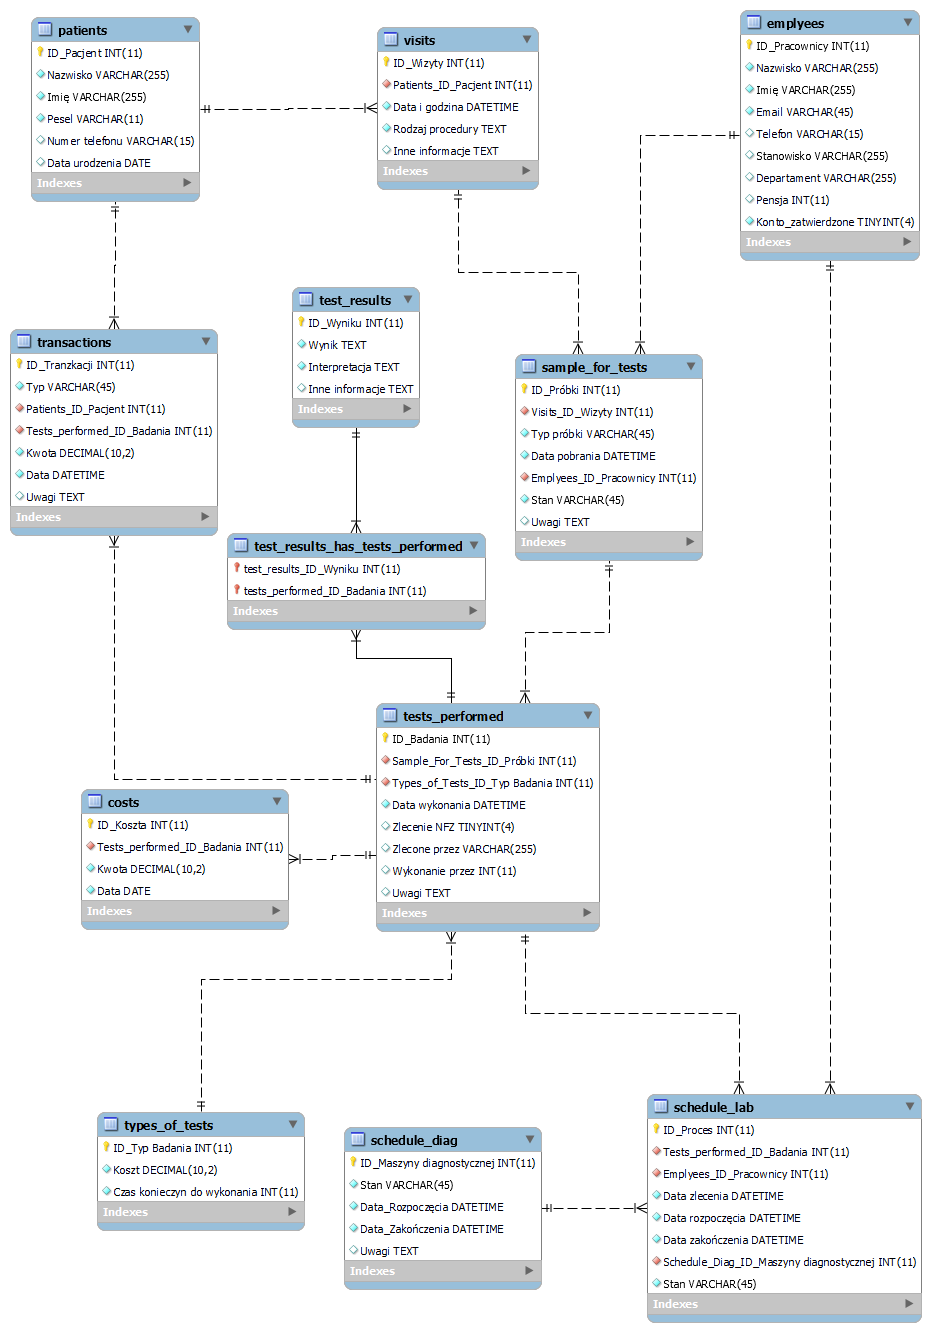 patients
ID_Pacjent INT(11)
Nazwisko VARCHAR(255)
Imię VARCHAR(255)
Pesel VARCHAR(11)
Numer telefonu VARCHAR(15)
Data urodzenia DATE
Indexes
visits
ID_Wizyty INT(11)
Patients_ID_Pacjent INT(11)
Data i godzina DATETIME
Rodzaj procedury TEXT
Inne informacje TEXT
Indexes
emplyees
ID_Pracownicy INT(11)
Nazwisko VARCHAR(255)
Imię VARCHAR(255)
Email VARCHAR(45)
Telefon VARCHAR(15)
Stanowisko VARCHAR(255)
Departament VARCHAR(255)
Pensja INT(11)
Konto_zatwierdzone TINYINT(4)
Indexes
transactions
ID_Tranzkacji INT(11)
Typ VARCHAR(45)
Patients_ID_Pacjent INT(11)
Tests_performed_ID_Badania INT(11)
Kwota DECIMAL(10,2)
Data DATETIME
Uwagi TEXT
Indexes
test_results
ID_Wyniku INT(11)
Wynik TEXT
Interpretacja TEXT
Inne informacje TEXT
Indexes
sample_for_tests
ID_Próbki INT(11)
Visits_ID_Wizyty INT(11)
Typ próbki VARCHAR(45)
Data pobrania DATETIME
Emplyees_ID_Pracownicy INT(11)
Stan VARCHAR(45)
Uwagi TEXT
Indexes
test_results_has_tests_performed
test_results_ID_Wyniku INT(11)
tests_performed_ID_Badania INT(11)
Indexes
tests_performed
ID_Badania INT(11)
Sample_For_Tests_ID_Próbki INT(11)
Types_of_Tests_ID_Typ Badania INT(11)
Data wykonania DATETIME
Zlecenie NFZ TINYINT(4)
Zlecone przez VARCHAR(255)
Wykonanie przez INT(11)
Uwagi TEXT
Indexes
costs
ID_Koszta INT(11)
Tests_performed_ID_Badania INT(11)
Kwota DECIMAL(10,2)
Data DATE
Indexes
types_of_tests
ID_Typ Badania INT(11)
Koszt DECIMAL(10,2)
Czas konieczyn do wykonania INT(11)
Indexes
schedule_diag
ID_Maszyny diagnostycznej INT(11)
Stan VARCHAR(45)
Data_Rozpoczęcia DATETIME
Data_Zakończenia DATETIME
Uwagi TEXT
Indexes
schedule_lab
ID_Proces INT(11)
Tests_performed_ID_Badania INT(11)
Emplyees_ID_Pracownicy INT(11)
Data zlecenia DATETIME
Data rozpoczęcia DATETIME
Data zakończenia DATETIME
Schedule_Diag_ID_Maszyny diagnostycznej INT(11)
Stan VARCHAR(45)
Indexes